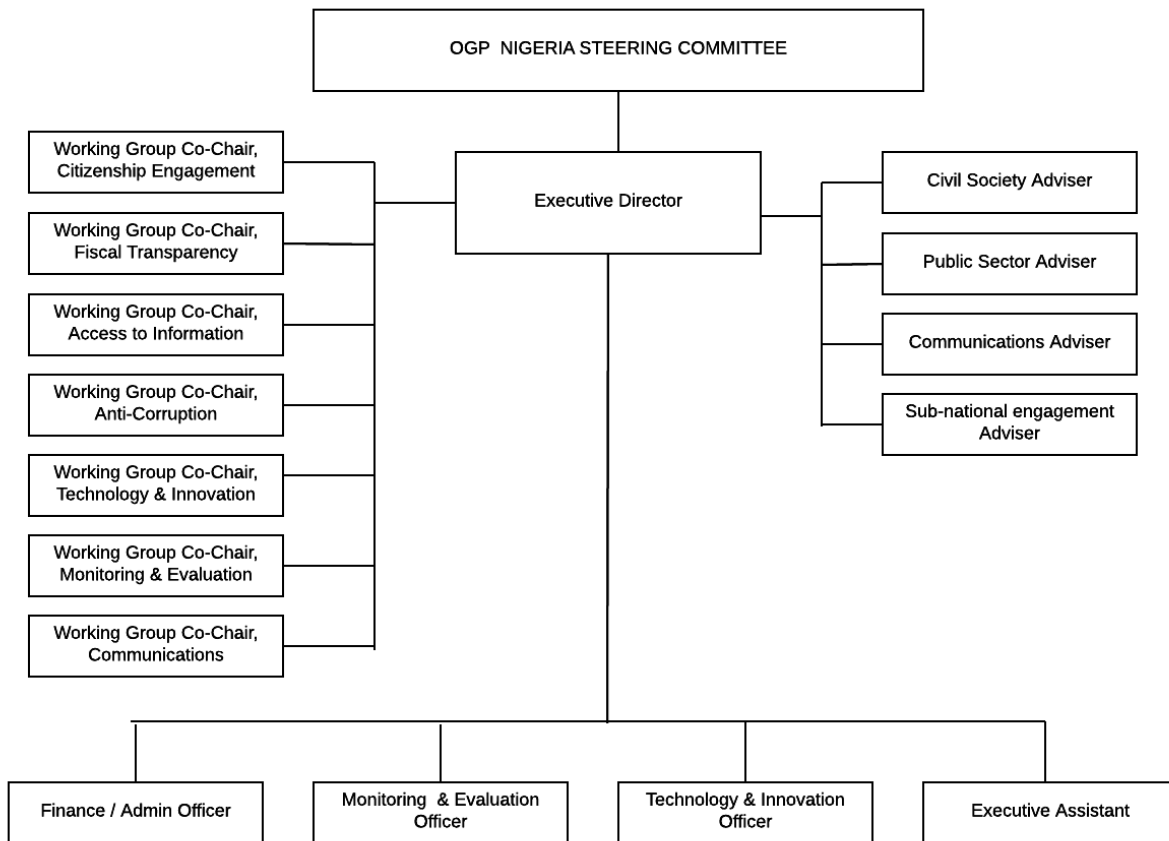 OGP NIGERIA STEERING COMMITTEE
Executive Director
Working Group Co-Chair,
Citizenship Engagement
Working Group Co-Chair,
Fiscal Transparency
Working Group Co-Chair,
Access to Information
Working Group Co-Chair,
Anti-Corruption
Working Group Co-Chair,
Technology & Innovation
Working Group Co-Chair,
Monitoring & Evaluation
Working Group Co-Chair,
Communications
Civil Society Adviser
Public Sector Adviser
Communications Adviser
Sub-national engagement
Adviser
Finance / Admin Officer
Monitoring & Evaluation
Officer
Technology & Innovation
Officer
Executive Assistant